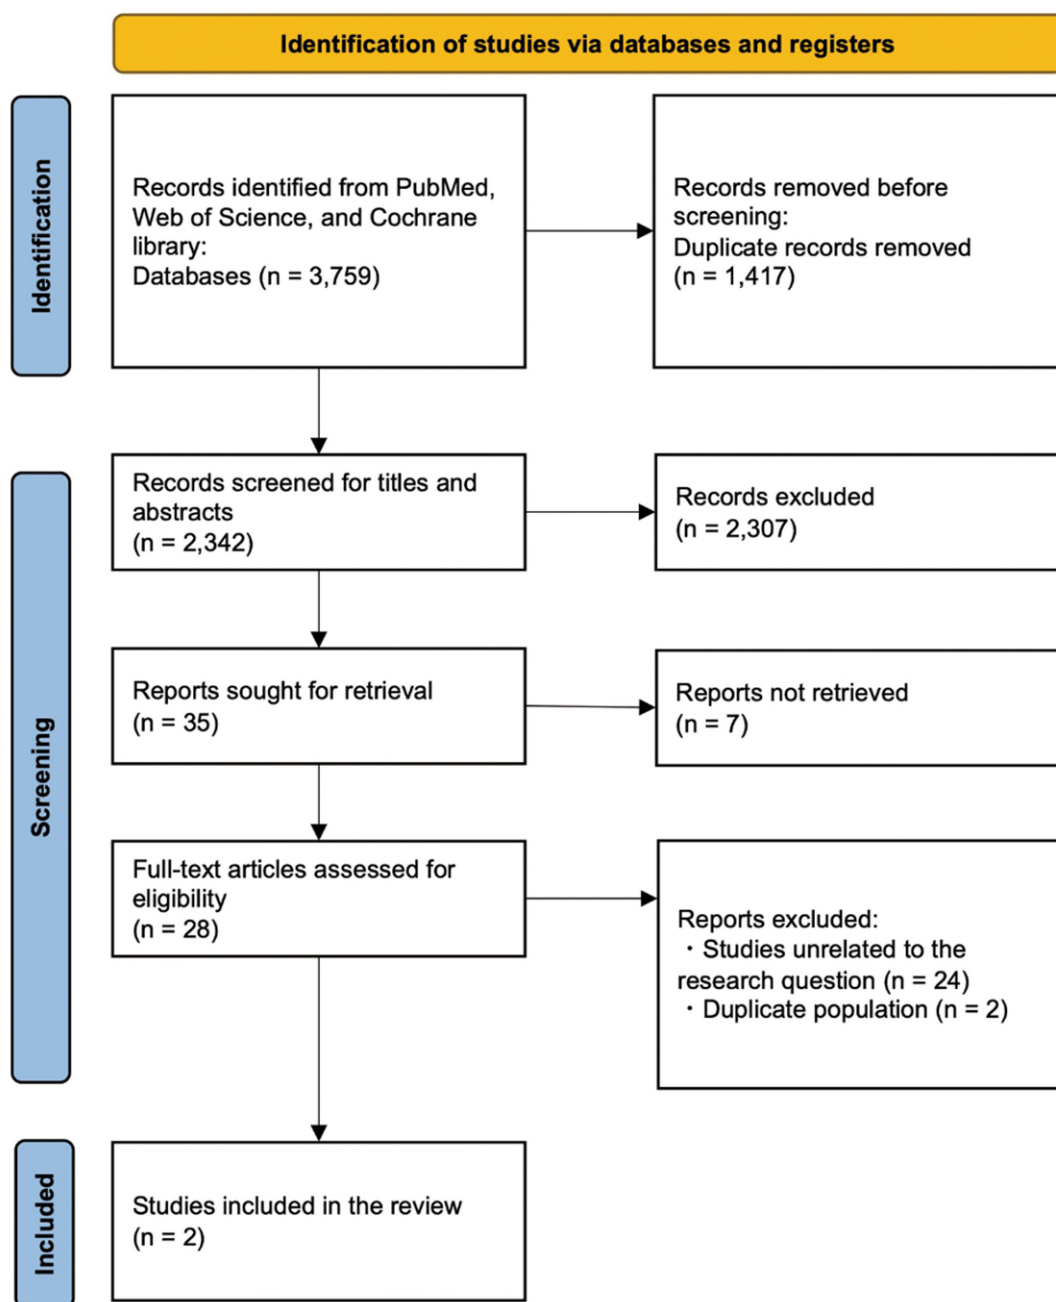 Identification of studies via databases and registers
Identification
Records identified from PubMed,
Web of Science, and Cochrane
library:
Databases (n = 3,759)
Records removed before
screening:
Duplicate records removed
(n = 1,417)
Screening
Records screened for titles and
abstracts
(n = 2,342)
Records excluded
(n = 2,307)
Reports sought for retrieval
(n = 35)
Reports not retrieved
(n = 7)
Full-text articles assessed for
eligibility
(n = 28)
Reports excluded:
・Studies unrelated to the
research question (n = 24)
・Duplicate population (n = 2)
Included
Studies included in the review
(n = 2)